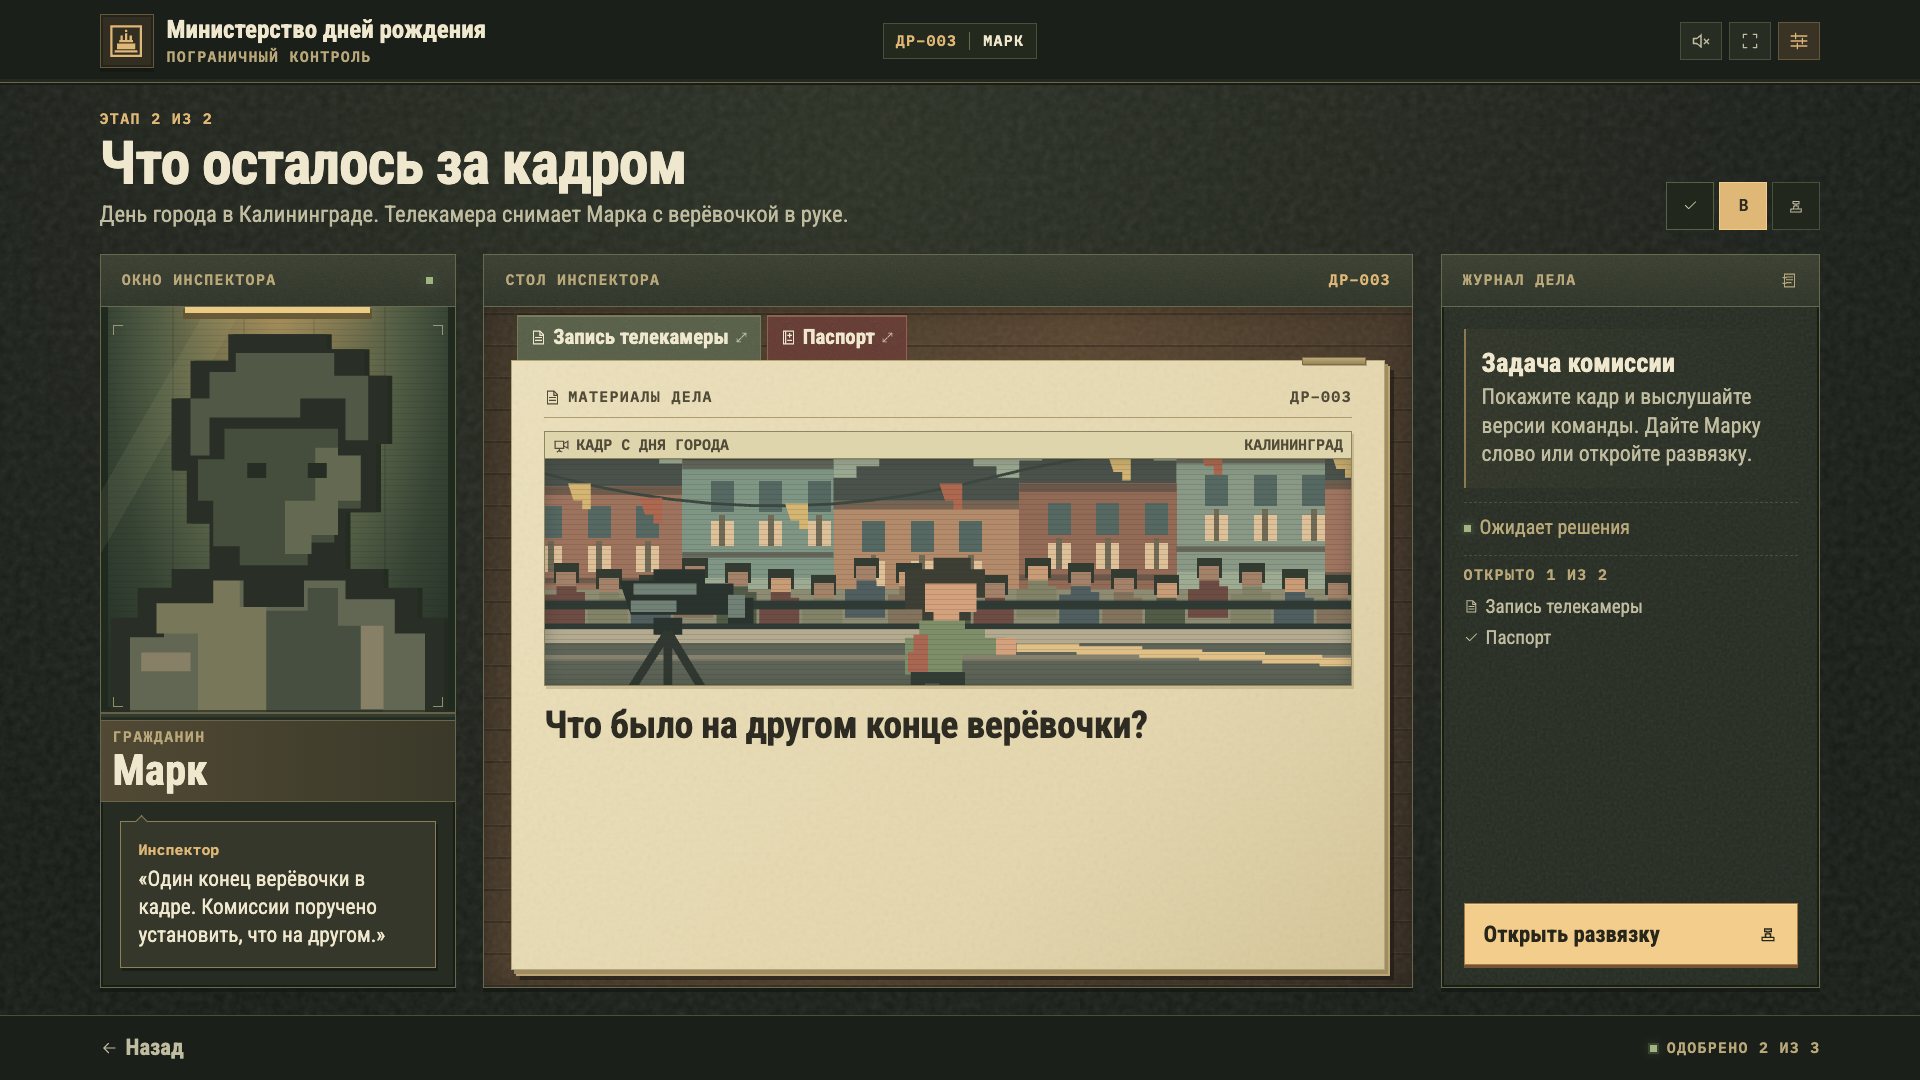 Министерство дней рождения
ПОГРАНИЧНЫЙ КОНТРОЛЬ
ДР-003 | МАРК
ЭТАП 2 ИЗ 2
Что осталось за кадром
День города в Калининграде. Телекамера снимает Марка с верёвочкой в руке.
В
ОКНО ИНСПЕКТОРА
ГРАЖДАНИН
Марк
Инспектор
«Один конец верёвочки в
кадре. Комиссии поручено
установить, что на другом.»
СТОЛ ИНСПЕКТОРА
ДР-003
Запись телекамеры
Паспорт
МАТЕРИАЛЫ ДЕЛА
ДР-003
КАДР С ДНЯ ГОРОДА
КАЛИНИНГРАД
Что было на другом конце верёвочки?
ЖУРНАЛ ДЕЛА
Задача комиссии
Покажите кадр и выслушайте
версии команды. Дайте Марку
слово или откройте развязку.
Ожидает решения
ОТКРЫТО 1 ИЗ 2
Запись телекамеры
Паспорт
Открыть развязку
Назад
ОДОБРЕНО 2 ИЗ 3